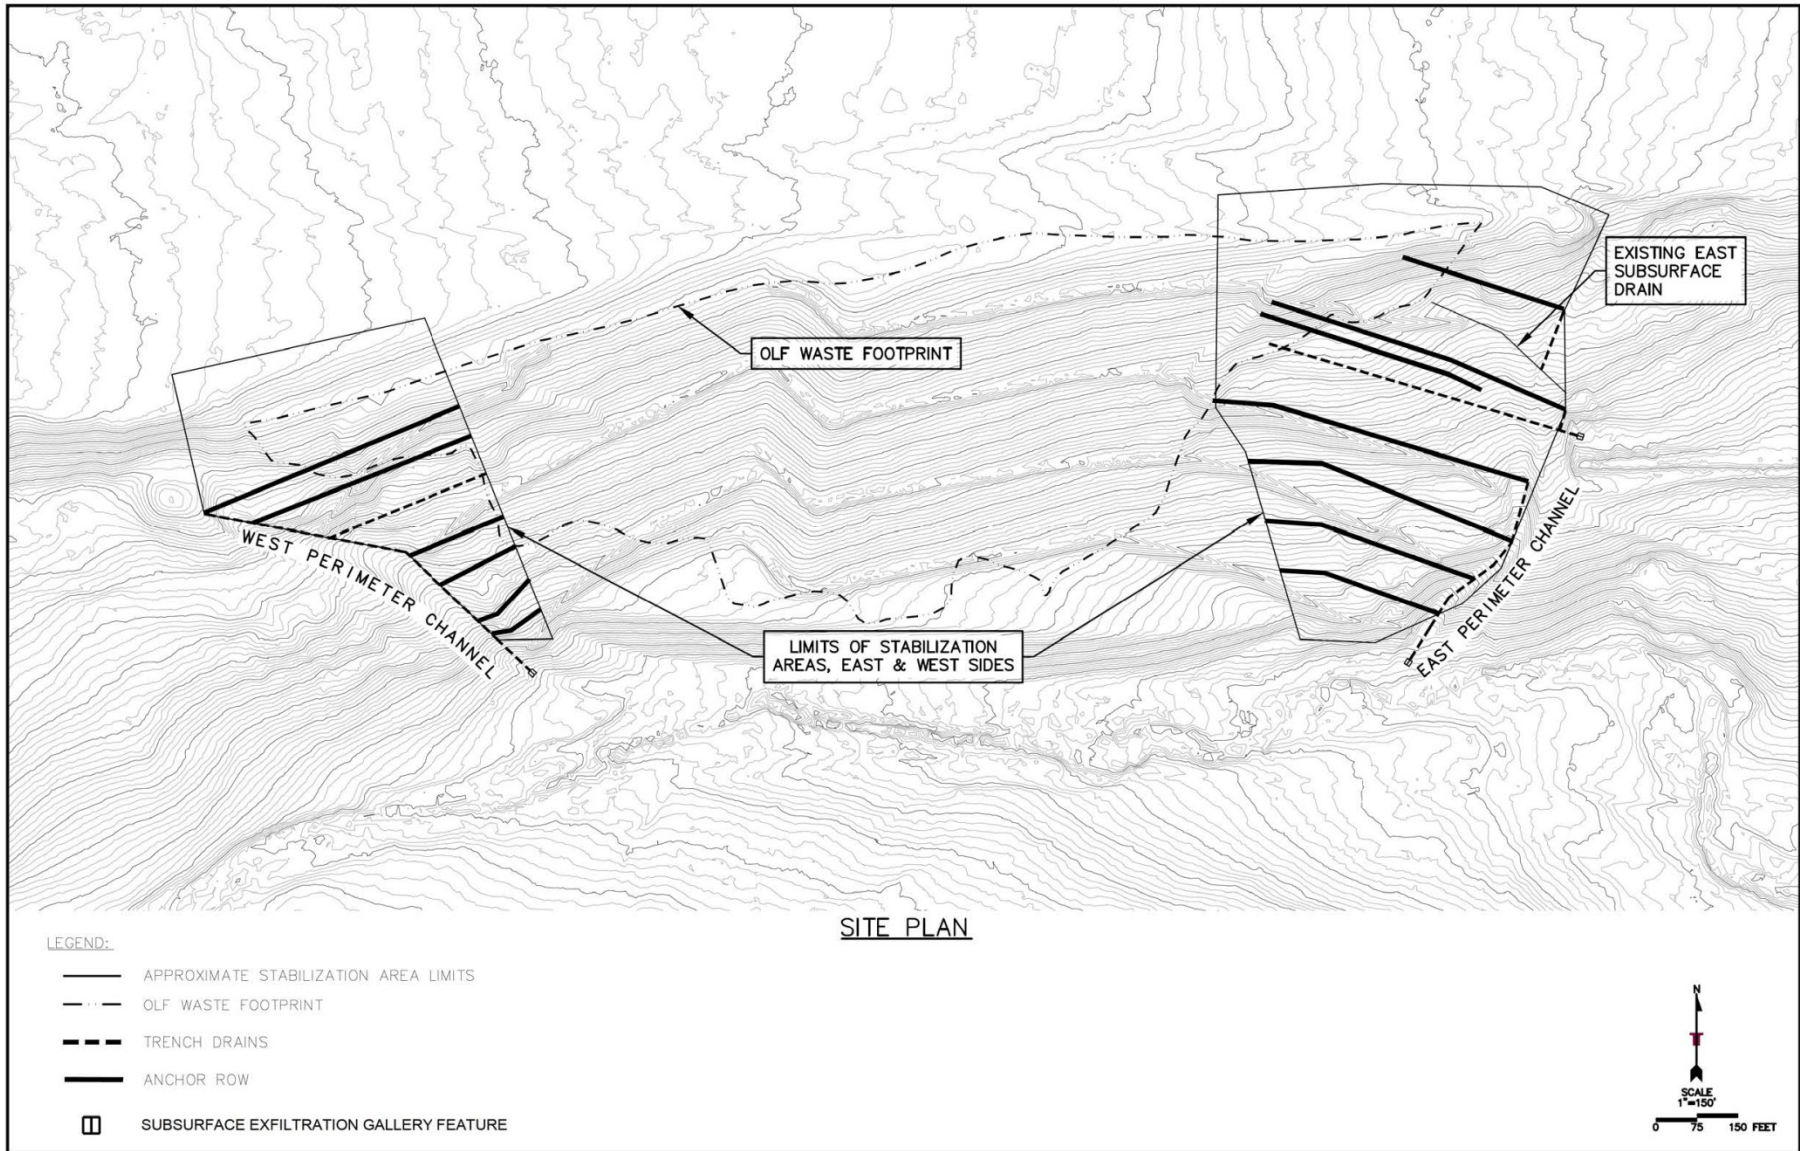 EXISTING EAST
SUBSURFACE
DRAIN
OLF WASTE FOOTPRINT
WEST PERIMETER CHANNEL
EAST PERIMETER CHANNEL
LIMITS OF STABILIZATION
AREAS, EAST & WEST SIDES
SITE PLAN
LEGEND:
APPROXIMATE STABILIZATION AREA LIMITS
OLF WASTE FOOTPRINT
TRENCH DRAINS
ANCHOR ROW
SUBSURFACE EXFILTRATION GALLERY FEATURE
N
T
SCALE
1"=150'
0 75 150 FEET